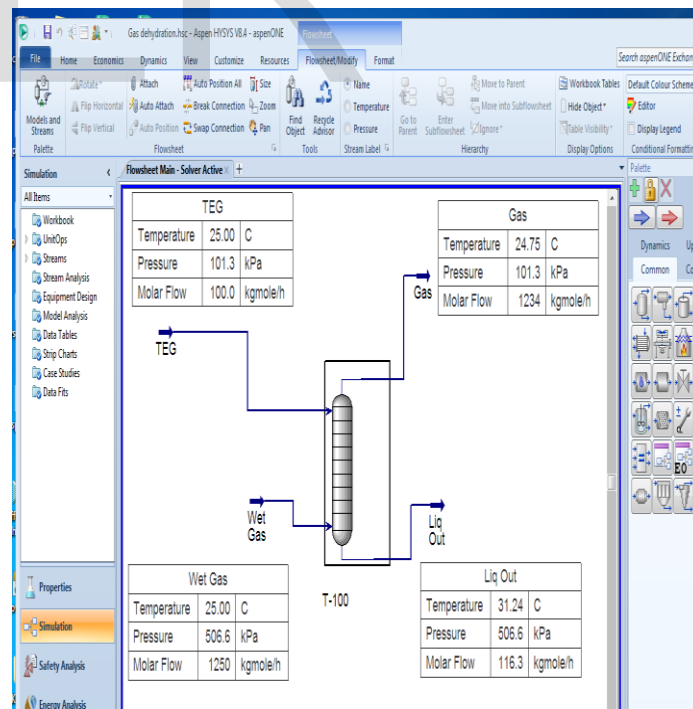 Gas dehydration.hsc - Aspen HYSYS V8.4 - aspenONE
Flowsheet
File Home Economics Dynamics View Customize Resources Flowsheet/Modify Format
Search aspenONE Exchan
Models and Streams
Palette
Rotate
Flip Horizontal
Flip Vertical
Attach
Auto Attach
Auto Position
Auto Position All
Break Connection
Swap Connection
Size
Zoom
Pan
Flowsheet
Find Object
Recycle Advisor
Tools
Name
Temperature
Pressure
Stream Label
Go to Parent
Enter Subflowsheet
Move to Parent
Move into Subflowsheet
Ignore
Hierarchy
Workbook Tables
Hide Object
Table Visibility
Display Options
Default Colour Scheme
Editor
Display Legend
Conditional Formattin
Simulation <
All Items
Workbook
UnitOps
Streams
Stream Analysis
Equipment Design
Model Analysis
Data Tables
Strip Charts
Case Studies
Data Fits
Properties
Simulation
Safety Analysis
Energy Analysis
Flowsheet Main - Solver Active × +
TEG
Temperature 25.00 C
Pressure 101.3 kPa
Molar Flow 100.0 kgmole/h
Gas
Temperature 24.75 C
Pressure 101.3 kPa
Molar Flow 1234 kgmole/h
Gas
TEG
Wet
Gas
Liq
Out
T-100
Wet Gas
Temperature 25.00 C
Pressure 506.6 kPa
Molar Flow 1250 kgmole/h
Liq Out
Temperature 31.24 C
Pressure 506.6 kPa
Molar Flow 116.3 kgmole/h
Palette
Dynamics Up
Common Co
EO